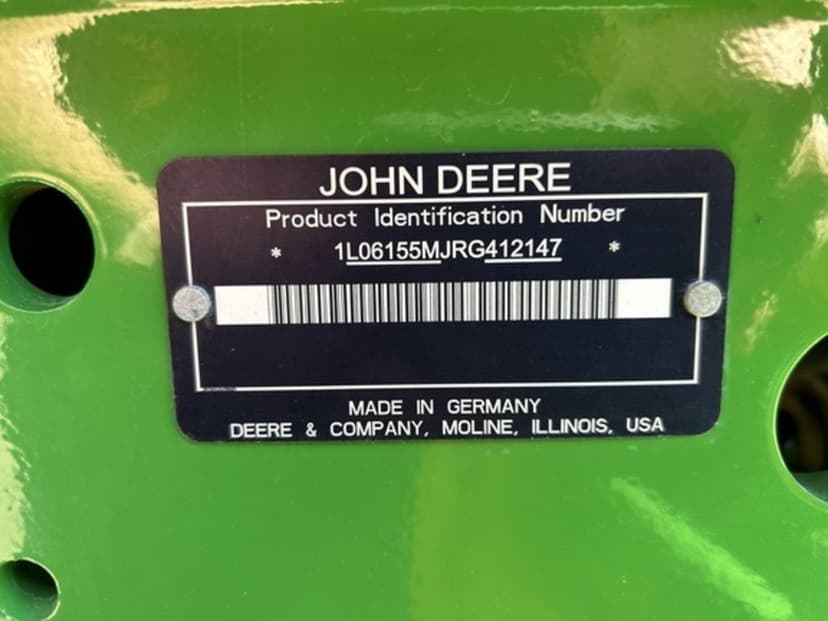 JOHN DEERE
Product Identification Number
* 1L06155MJRG412147 *
MADE IN GERMANY
DEERE & COMPANY, MOLINE, ILLINOIS, USA